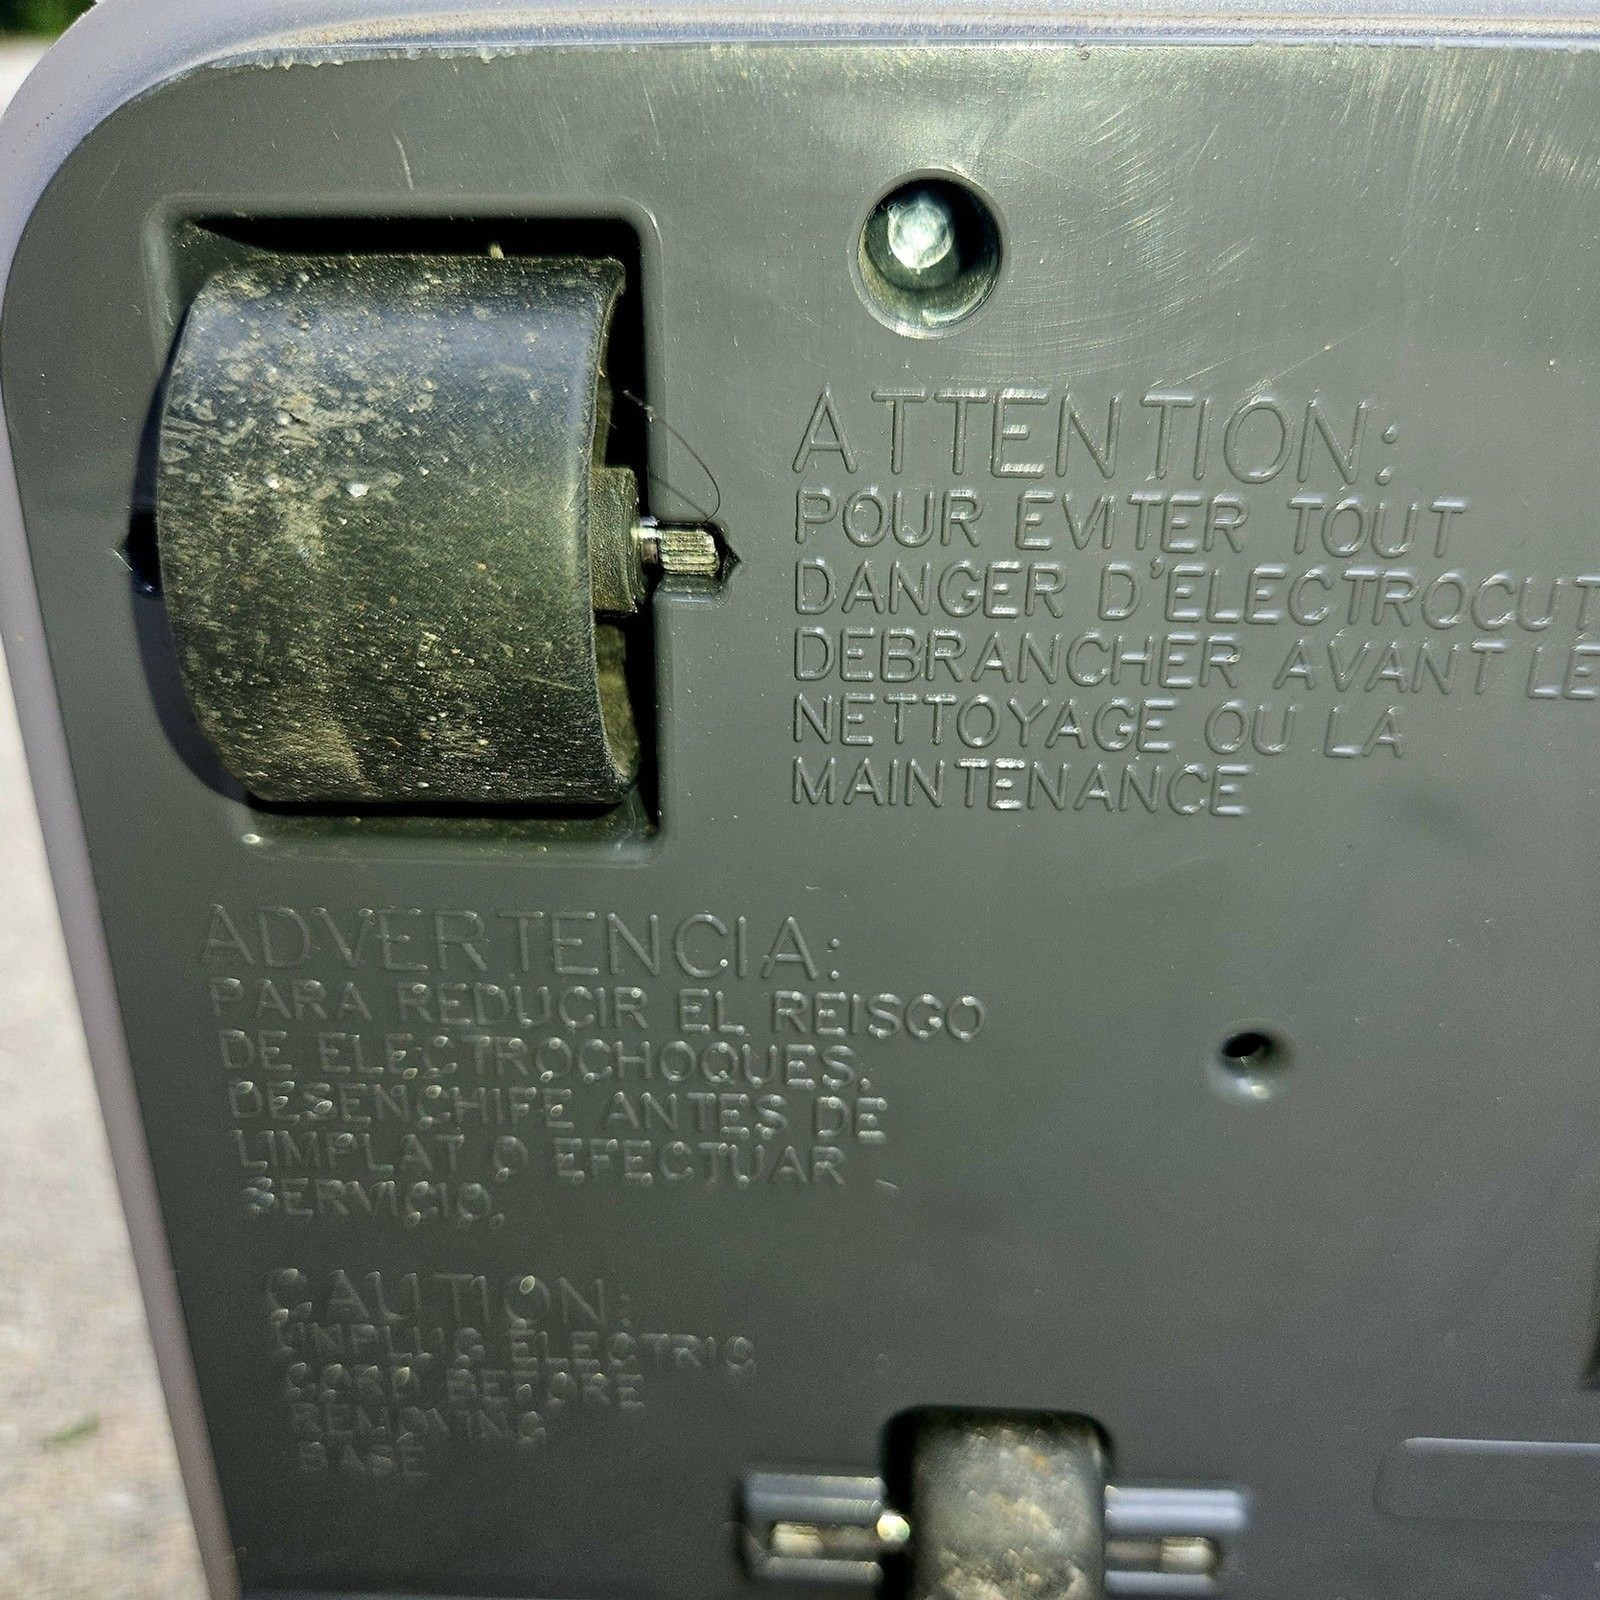 ATTENTION:
POUR EVITER TOUT
DANGER D'ELECTROCUT
DEBRANCHER AVANT LE
NETTOYAGE OU LA
MAINTENANCE
ADVERTENCIA:
PARA REDUCIR EL REISGO
DE ELECTROCHOQUES,
DESENCHIFE ANTES DE
LIMPLAT O EFECTUAR
SERVICIO.
CAUTION:
UNPLUG ELECTRIC
CORD BEFORE
REMOVING
BASE